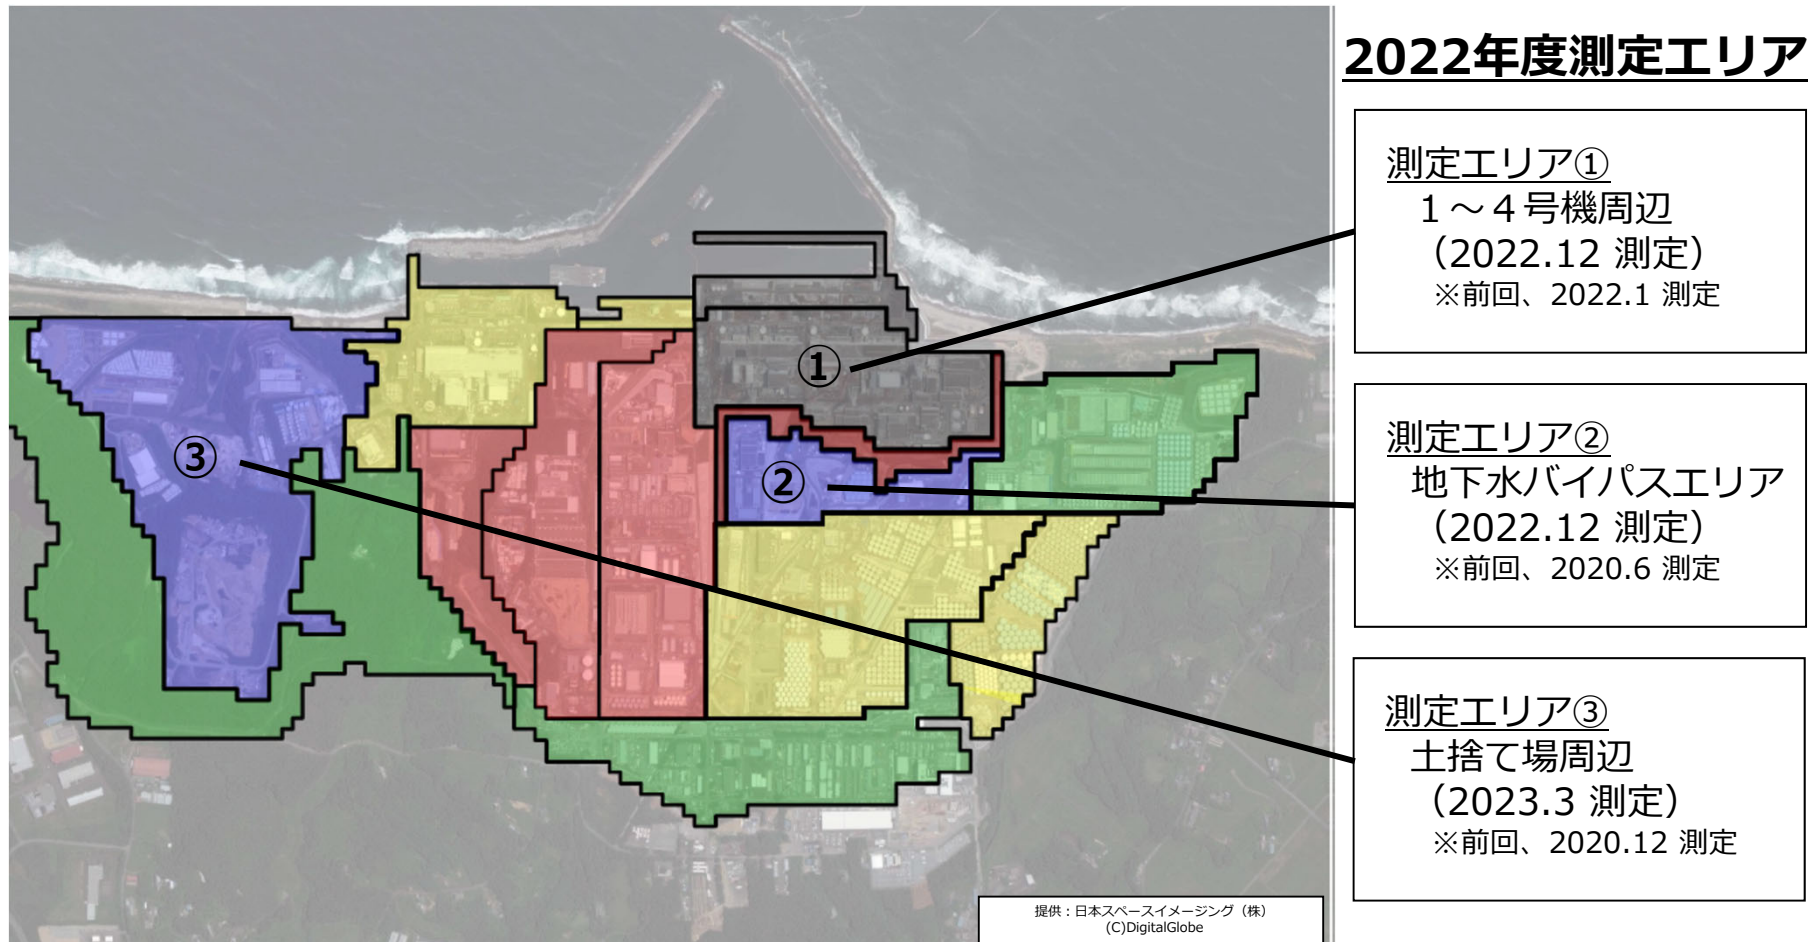 2022年度測定エリア
測定エリア①
１～４号機周辺
（2022.12 測定）
※前回、2022.1 測定
測定エリア②
地下水バイパスエリア
（2022.12 測定）
※前回、2020.6 測定
測定エリア③
土捨て場周辺
（2023.3 測定）
※前回、2020.12 測定
①
②
③
提供：日本スペースイメージング（株）
(C)DigitalGlobe